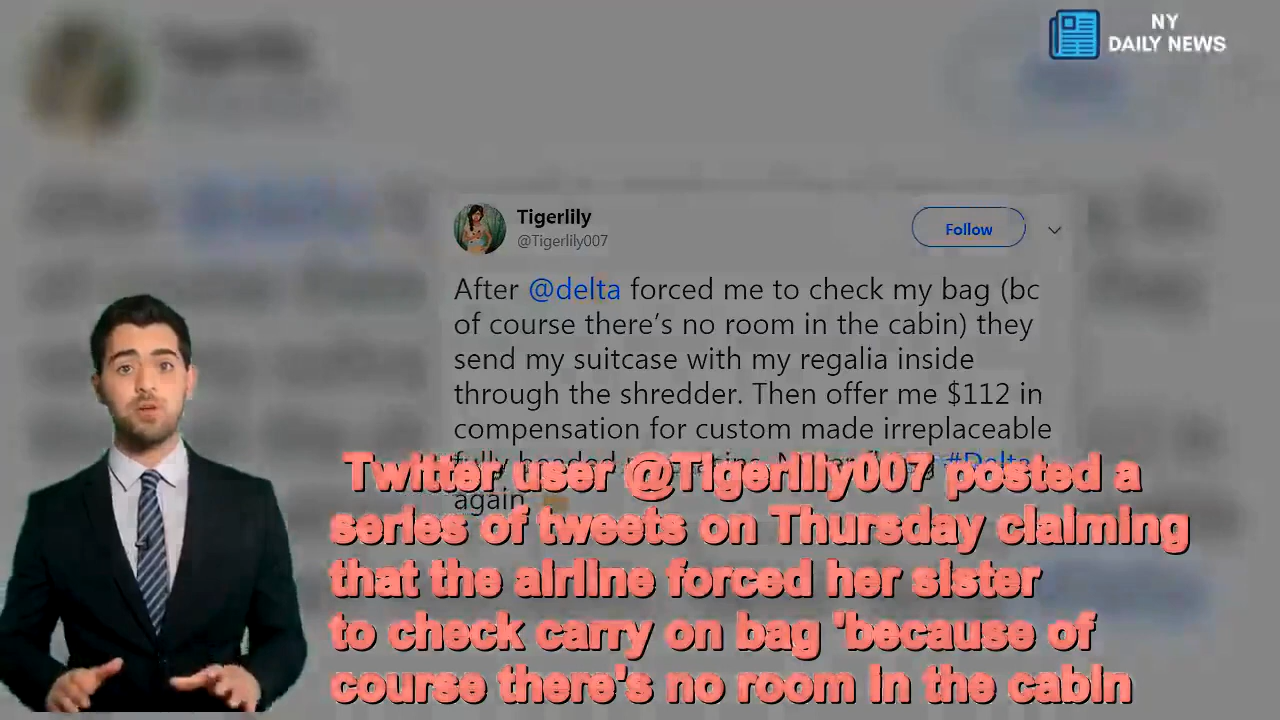 NY
DAILY NEWS
Tigerlily
@Tigerlily007
Follow
After @delta forced me to check my bag (bc
of course there's no room in the cabin) they
send my suitcase with my regalia inside
through the shredder. Then offer me $112 in
compensation for custom made irreplaceable
fully beaded #Delta
again
Twitter user @Tigerlily007 posted a
series of tweets on Thursday claiming
that the airline forced her sister
to check carry on bag 'because of
course there's no room in the cabin